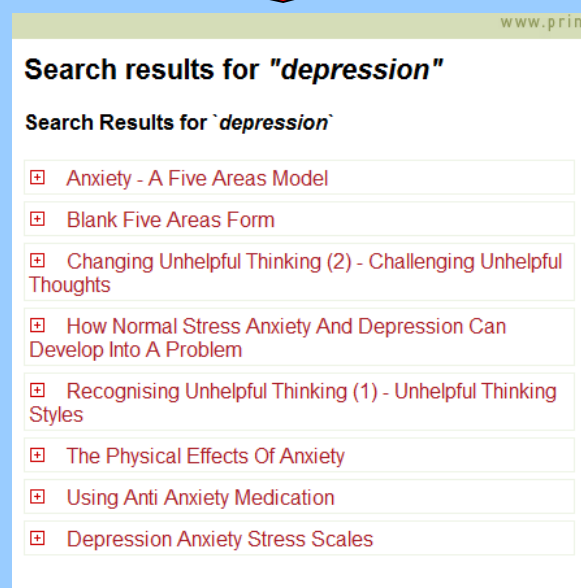 www.prin
Search results for "depression"
Search Results for `depression`
Anxiety - A Five Areas Model
Blank Five Areas Form
Changing Unhelpful Thinking (2) - Challenging Unhelpful
Thoughts
How Normal Stress Anxiety And Depression Can
Develop Into A Problem
Recognising Unhelpful Thinking (1) - Unhelpful Thinking
Styles
The Physical Effects Of Anxiety
Using Anti Anxiety Medication
Depression Anxiety Stress Scales